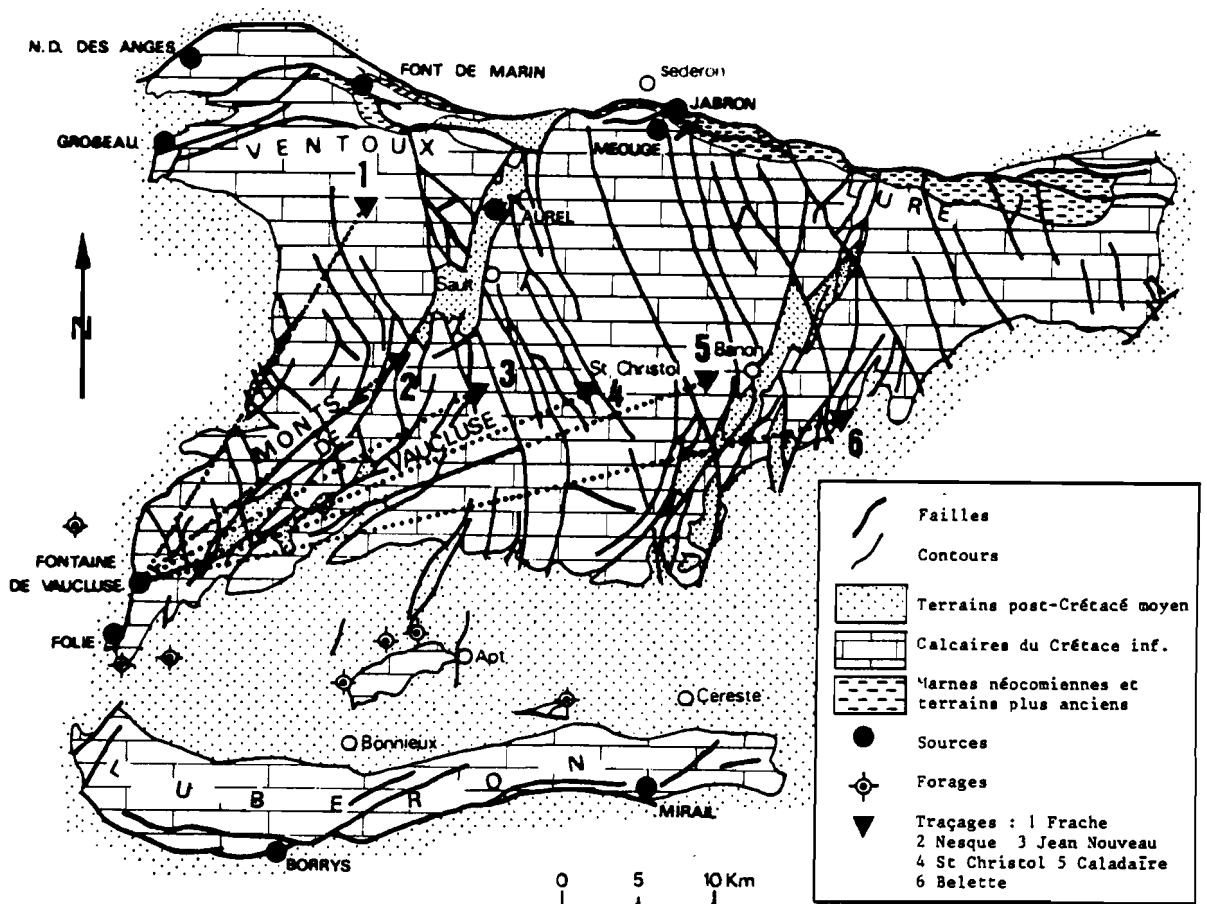 N.D. DES ANGES
FONT DE MARIN
Sederon
JABRON
GROSEAU
VENTOUX
MEOUGE
1
LURE
AUREL
Saulx
N
5
Banon
St Christol
2
3
4
MONTS
DE
VAUCLUSE
6
FONTAINE
DE VAUCLUSE
FOLIE
Apt
Céreste
Bonnieux
LUBERON
MIRAIL
BORRYS
0 5 10 Km
Failles
Contours
Terrains post-Crétacé moyen
Calcaires du Crétace inf.
Marnes néocomiennes et
terrains plus anciens
Sources
Forages
Traçages : 1 Frache
2 Nesque 3 Jean Nouveau
4 St Christol 5 Caladaïre
6 Belette